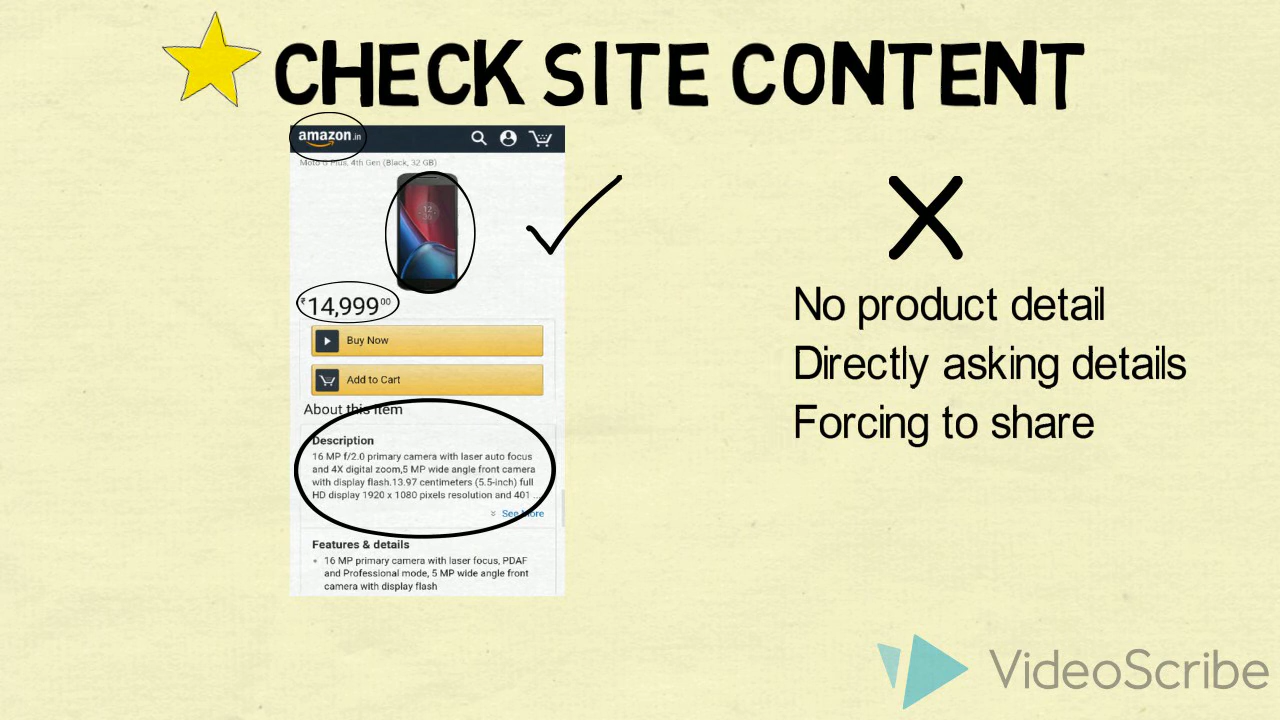 CHECK SITE CONTENT
amazon.in
Moto G Plus, 4th Gen (Black, 32 GB)
12
₹14,99900
Buy Now
Add to Cart
About this item
Description
16 MP f/2.0 primary camera with laser auto focus
and 4X digital zoom,5 MP wide angle front camera
with display flash.13.97 centimeters (5.5-inch) full
HD display 1920 x 1080 pixels resolution and 401 ...
See More
Features & details
• 16 MP primary camera with laser focus, PDAF
and Professional mode, 5 MP wide angle front
camera with display flash
No product detail
Directly asking details
Forcing to share
VideoScribe